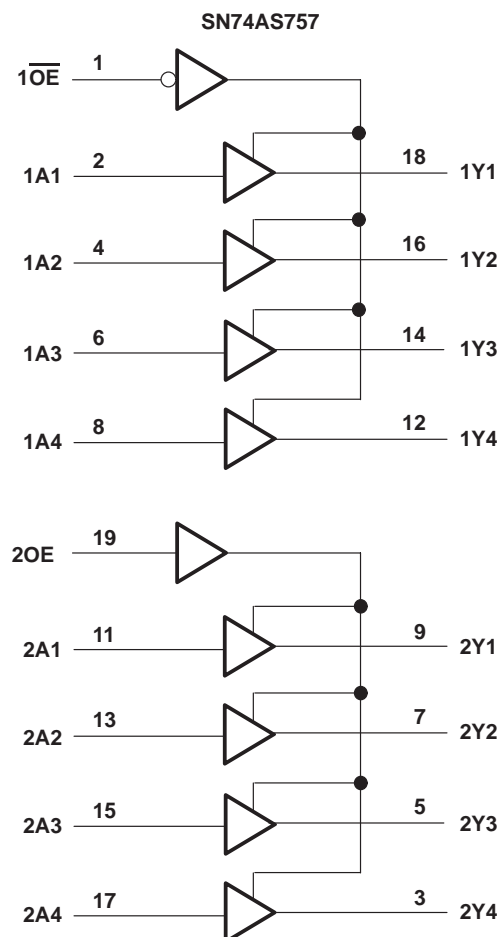 SN74AS757
1O̅E̅ 1
1A1 2 18 1Y1
1A2 4 16 1Y2
1A3 6 14 1Y3
1A4 8 12 1Y4
2OE 19
2A1 11 9 2Y1
2A2 13 7 2Y2
2A3 15 5 2Y3
2A4 17 3 2Y4